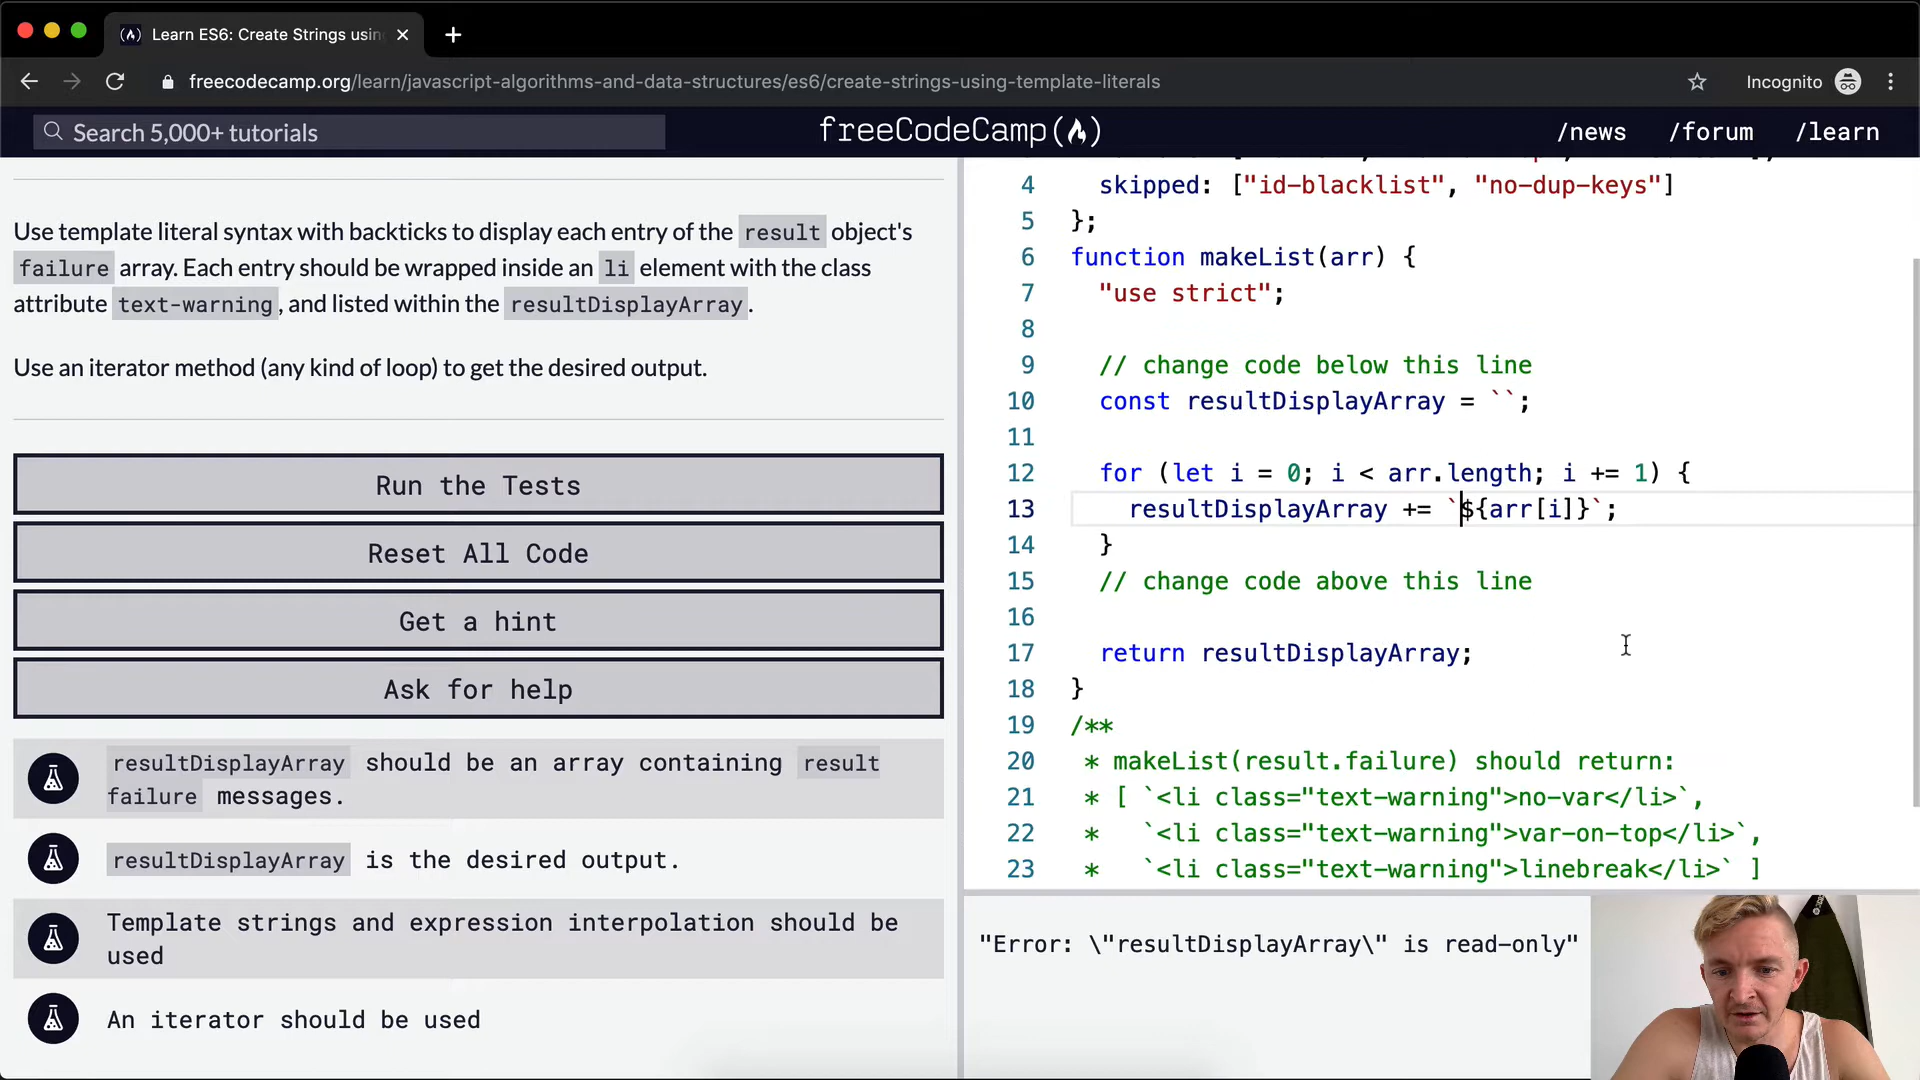 Learn ES6: Create Strings usin
freecodecamp.org/learn/javascript-algorithms-and-data-structures/es6/create-strings-using-template-literals
Incognito
Search 5,000+ tutorials
freeCodeCamp
/news /forum /learn
Use template literal syntax with backticks to display each entry of the result object's
failure array. Each entry should be wrapped inside an li element with the class
attribute text-warning, and listed within the resultDisplayArray.
Use an iterator method (any kind of loop) to get the desired output.
Run the Tests
Reset All Code
Get a hint
Ask for help
resultDisplayArray should be an array containing result
failure messages.
resultDisplayArray is the desired output.
Template strings and expression interpolation should be
used
An iterator should be used
4 skipped: ["id-blacklist", "no-dup-keys"]
5 };
6 function makeList(arr) {
7 "use strict";
8
9 // change code below this line
10 const resultDisplayArray = ``;
11
12 for (let i = 0; i < arr.length; i += 1) {
13 resultDisplayArray += `${arr[i]}`;
14 }
15 // change code above this line
16
17 return resultDisplayArray;
18 }
19 /**
20 * makeList(result.failure) should return:
21 * [ `<li class="text-warning">no-var</li>`,
22 * `<li class="text-warning">var-on-top</li>`,
23 * `<li class="text-warning">linebreak</li>` ]
"Error: \"resultDisplayArray\" is read-only"